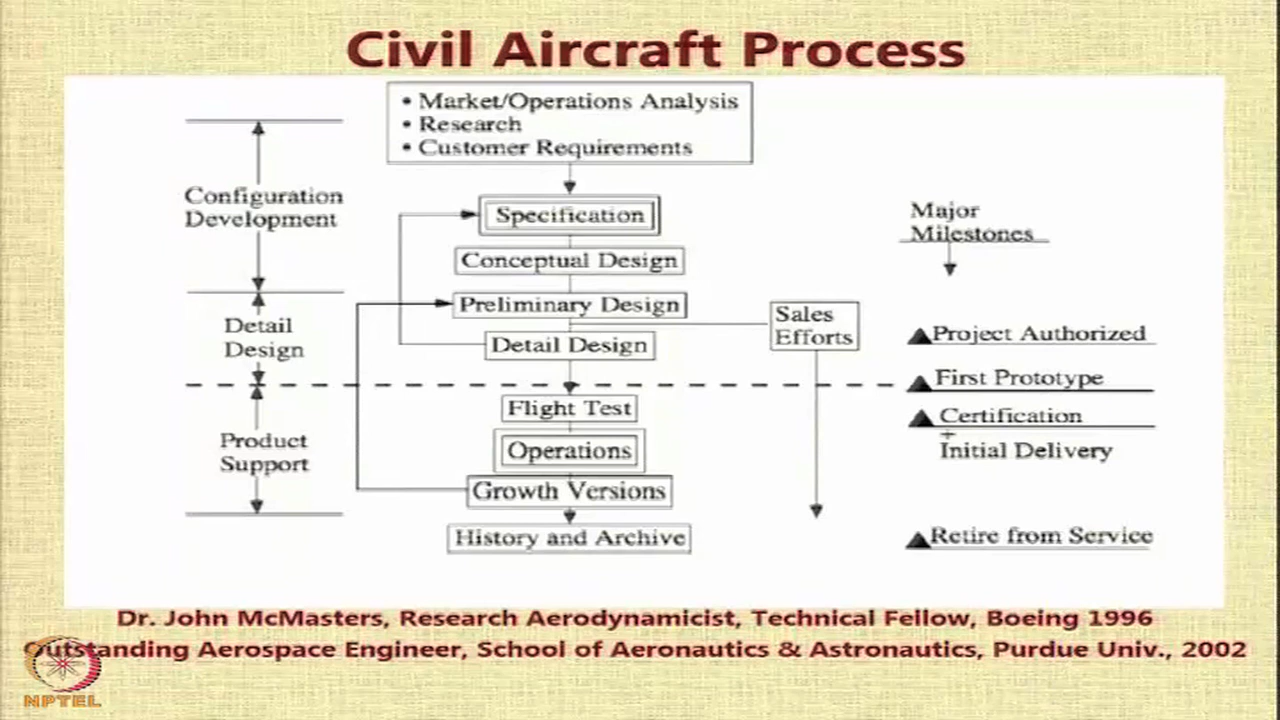 Civil Aircraft Process
• Market/Operations Analysis
• Research
• Customer Requirements
Configuration
Development
Specification
Conceptual Design
Preliminary Design
Detail Design
Detail
Design
Sales
Efforts
Flight Test
Operations
Growth Versions
History and Archive
Product
Support
Major
Milestones
Project Authorized
First Prototype
Certification
+
Initial Delivery
Retire from Service
Dr. John McMasters, Research Aerodynamicist, Technical Fellow, Boeing 1996
Outstanding Aerospace Engineer, School of Aeronautics & Astronautics, Purdue Univ., 2002
NPTEL